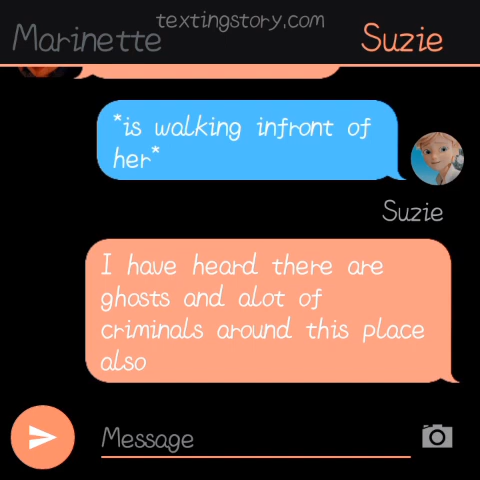 textingstory.com
Marinette
Suzie
*is walking infront of
her*
Suzie
I have heard there are
ghosts and alot of
criminals around this place
also
Message